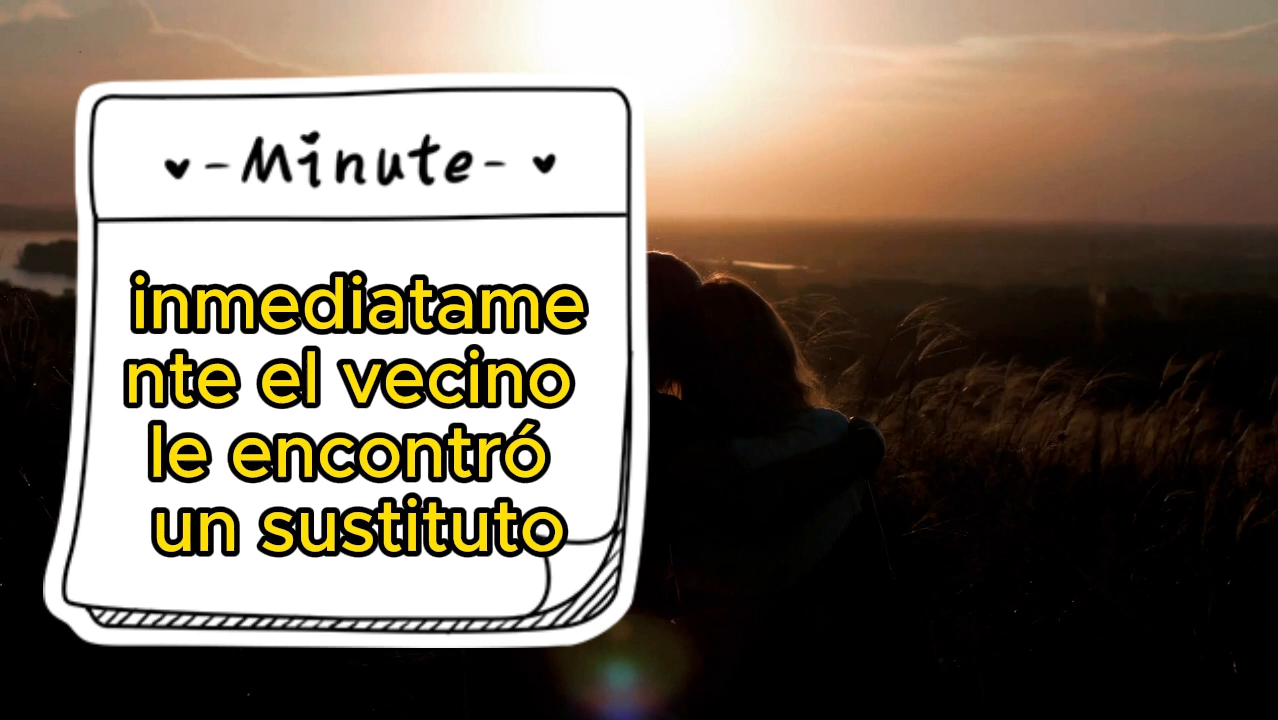 -Minute-
inmediatame
nte el vecino
le encontró
un sustituto